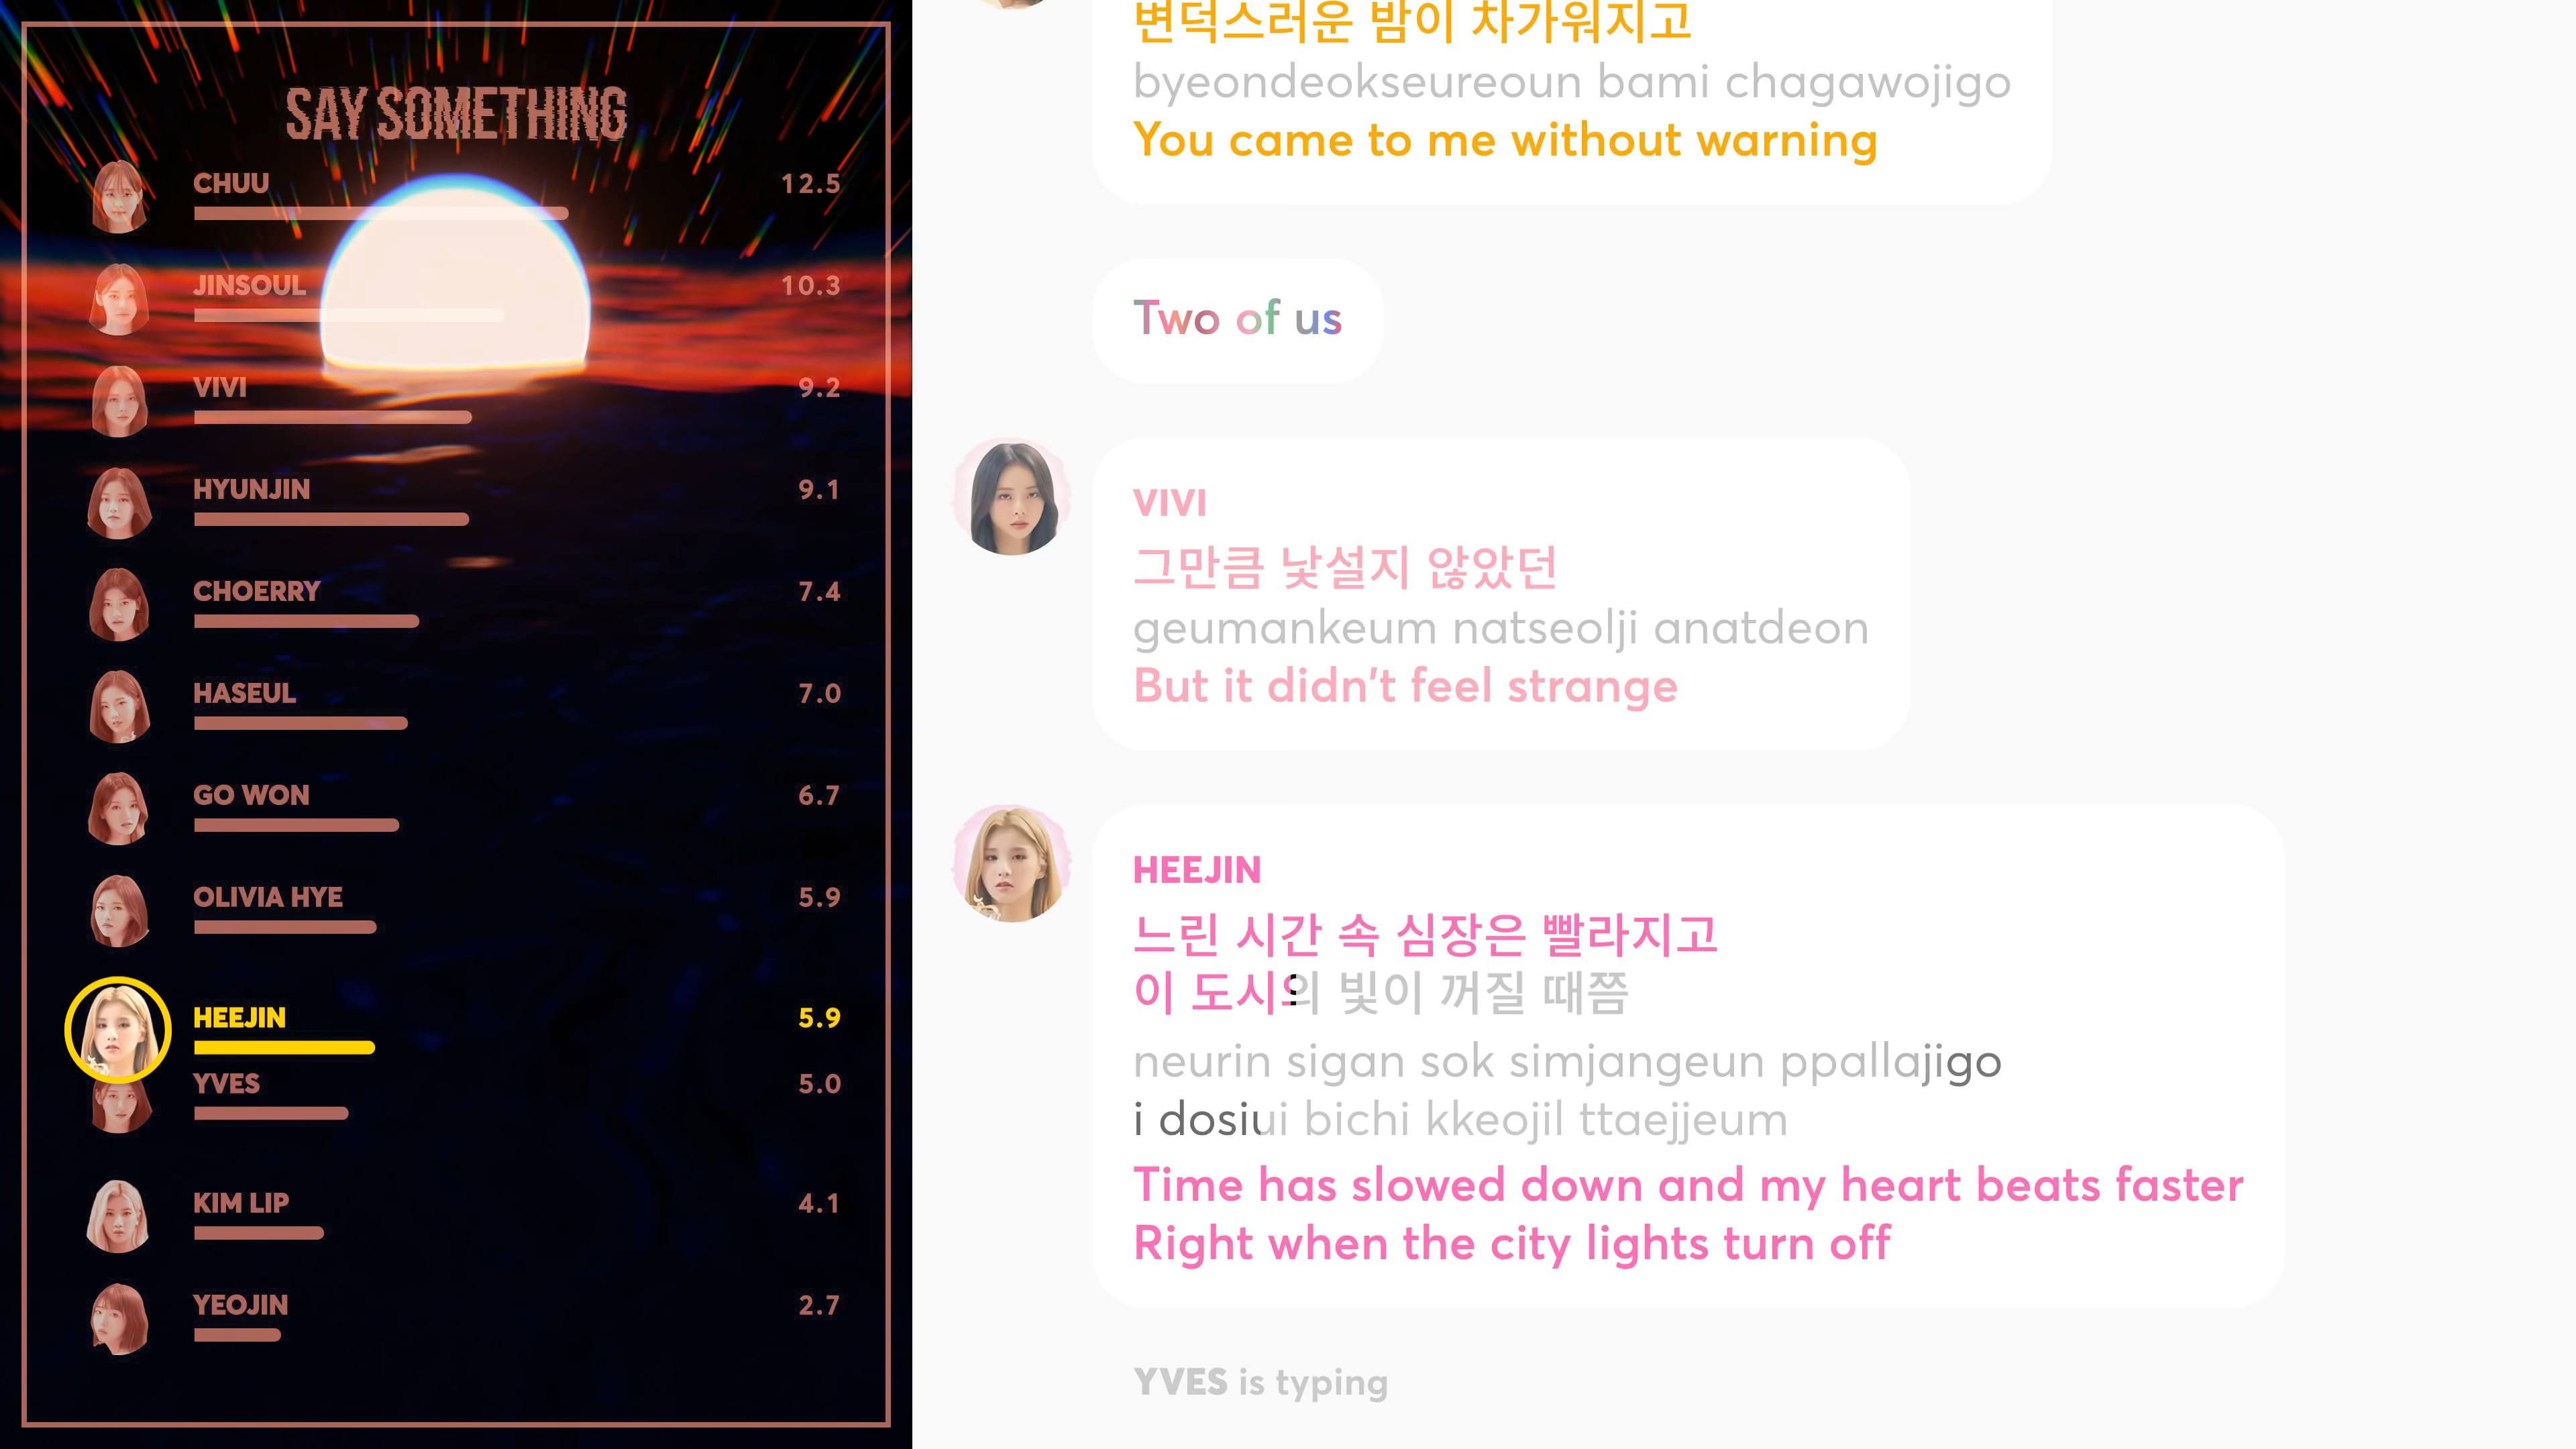 SAY SOMETHING
CHUU 12.5
JINSOUL 10.3
VIVI 9.2
HYUNJIN 9.1
CHOERRY 7.4
HASEUL 7.0
GO WON 6.7
OLIVIA HYE 5.9
HEEJIN 5.9
YVES 5.0
KIM LIP 4.1
YEOJIN 2.7
변덕스러운 밤이 차가워지고
byeondeokseureoun bami chagawojigo
You came to me without warning
Two of us
VIVI
그만큼 낯설지 않았던
geumankeum natseolji anatdeon
But it didn't feel strange
HEEJIN
느린 시간 속 심장은 빨라지고
이 도시의 빛이 꺼질 때쯤
neurin sigan sok simjangeun ppallajigo
i dosiui bichi kkeojil ttaejjeum
Time has slowed down and my heart beats faster
Right when the city lights turn off
YVES is typing